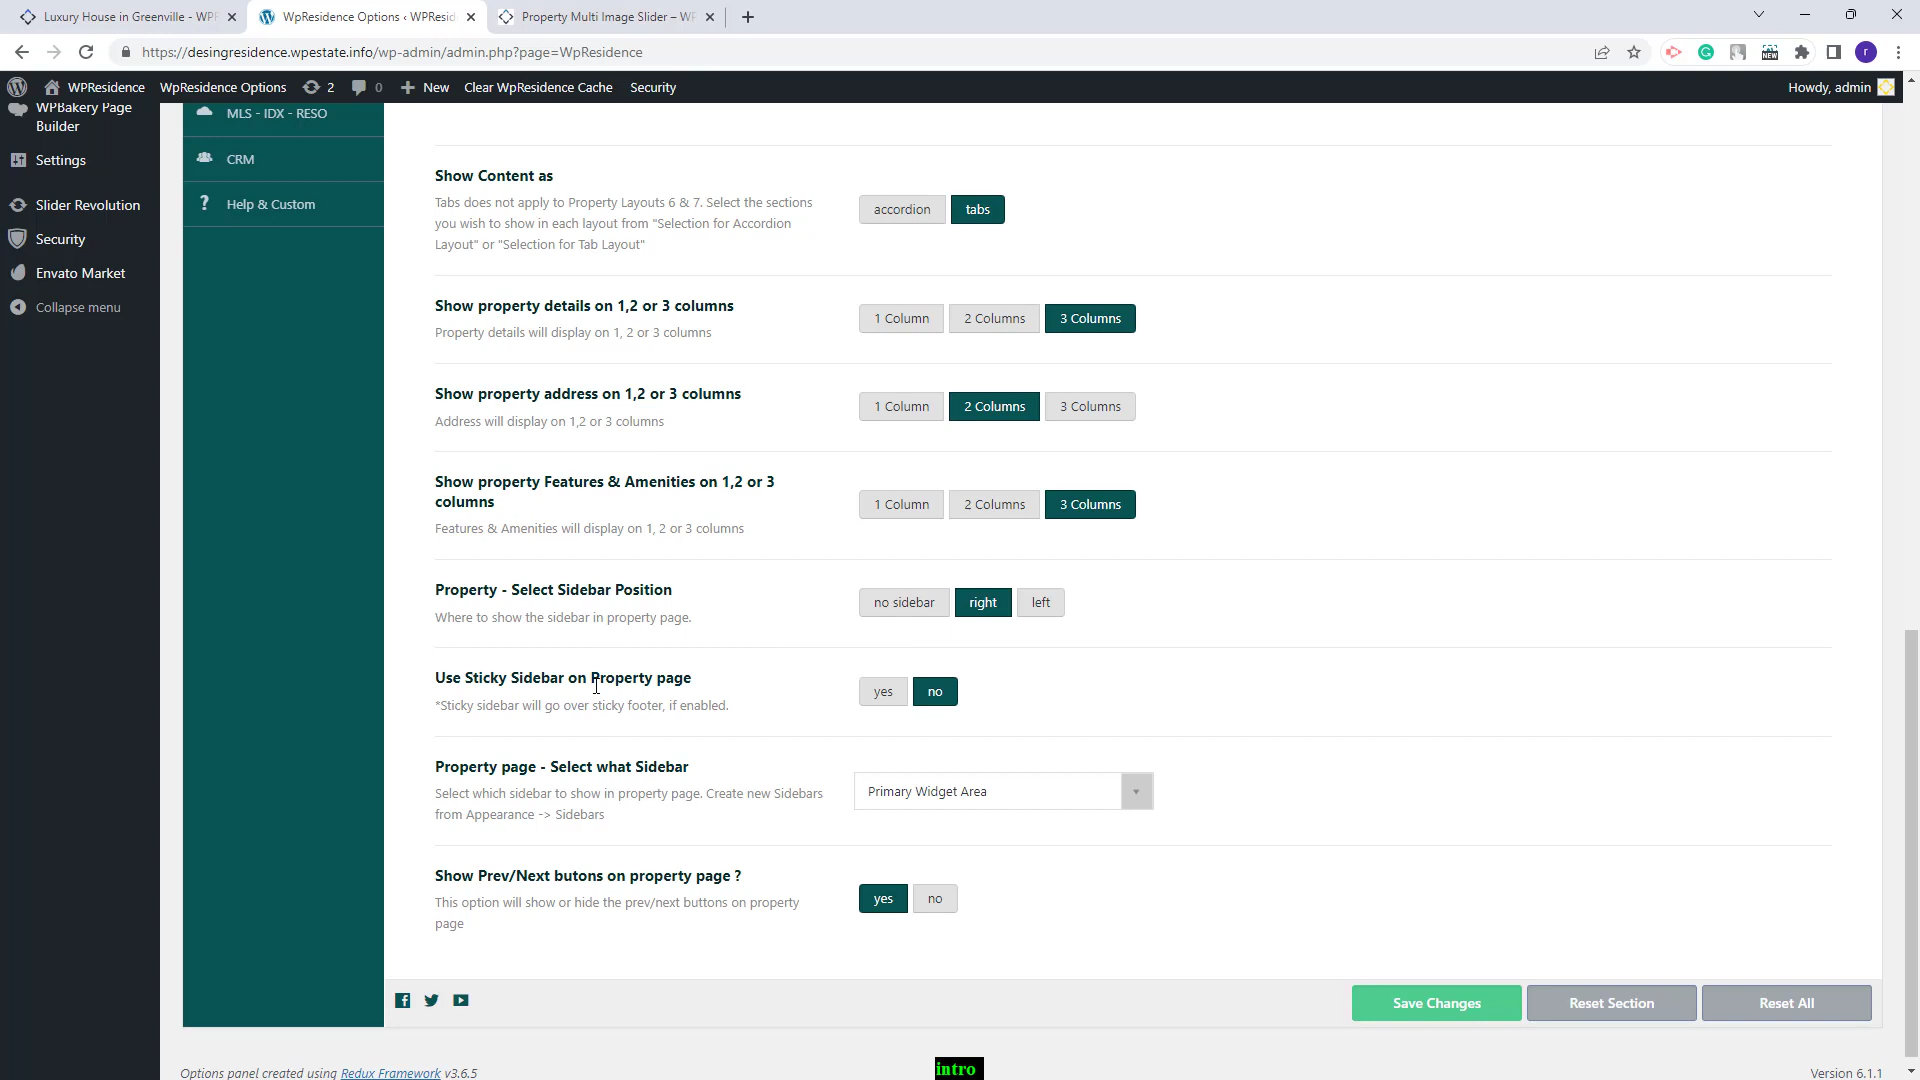 Luxury House in Greenville - WPR
WpResidence Options ‹ WPResid
Property Multi Image Slider – WP
https://desingresidence.wpestate.info/wp-admin/admin.php?page=WpResidence
r
WPResidence
WpResidence Options
2
0
New
Clear WpResidence Cache
Security
Howdy, admin
WPBakery Page
Builder
Settings
Slider Revolution
Security
Envato Market
Collapse menu
MLS - IDX - RESO
CRM
? Help & Custom
Show Content as
Tabs does not apply to Property Layouts 6 & 7. Select the sections
you wish to show in each layout from "Selection for Accordion
Layout" or "Selection for Tab Layout"
accordion
tabs
Show property details on 1,2 or 3 columns
Property details will display on 1, 2 or 3 columns
1 Column
2 Columns
3 Columns
Show property address on 1,2 or 3 columns
Address will display on 1,2 or 3 columns
1 Column
2 Columns
3 Columns
Show property Features & Amenities on 1,2 or 3
columns
Features & Amenities will display on 1, 2 or 3 columns
1 Column
2 Columns
3 Columns
Property - Select Sidebar Position
Where to show the sidebar in property page.
no sidebar
right
left
Use Sticky Sidebar on Property page
*Sticky sidebar will go over sticky footer, if enabled.
yes
no
Property page - Select what Sidebar
Select which sidebar to show in property page. Create new Sidebars
from Appearance -> Sidebars
Primary Widget Area
Show Prev/Next butons on property page ?
This option will show or hide the prev/next buttons on property
page
yes
no
Save Changes
Reset Section
Reset All
Options panel created using Redux Framework v3.6.5
intro
Version 6.1.1